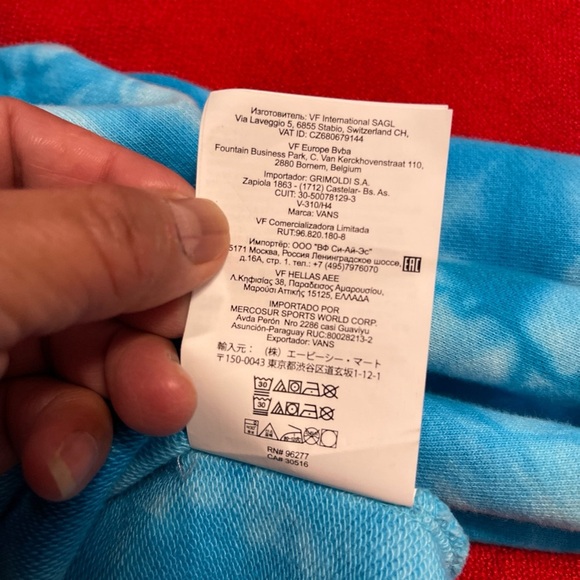 Изготовитель: VF International SAGL
Via Laveggio 5, 6855 Stabio, Switzerland CH,
VAT ID: CZ680679144
VF Europe Bvba
Fountain Business Park, C. Van Kerckhovenstraat 110,
2880 Bornem, Belgium
Importador: GRIMOLDI S.A.
Zapiola 1863 - (1712) Castelar- Bs. As.
CUIT: 30-50078129-3
V-310/H4
Marca: VANS
VF Comercializadora Limitada
RUT:96.820.180-8
Импортёр: ООО "ВФ Си-Ай-Эс"
5171 Москва, Россия Ленинградское шоссе,
д.16А, стр. 1. тел.: +7 (495)7976070
EAC
VF HELLAS AEE
Λ.Κηφισίας 38, Παράδεισος Αμαρουσίου,
Μαρούσι Αττικής 15125, ΕΛΛΑΔΑ
IMPORTADO POR
MERCOSUR SPORTS WORLD CORP.
Avda Perón Nro 2286 casi Guaviyu
Asunción-Paraguay RUC:80028213-2
Exportador: VANS
輸入元：（株）エービーシー・マート
〒150-0043 東京都渋谷区道玄坂1-12-1
30
30
RN# 96277
CA# 30516